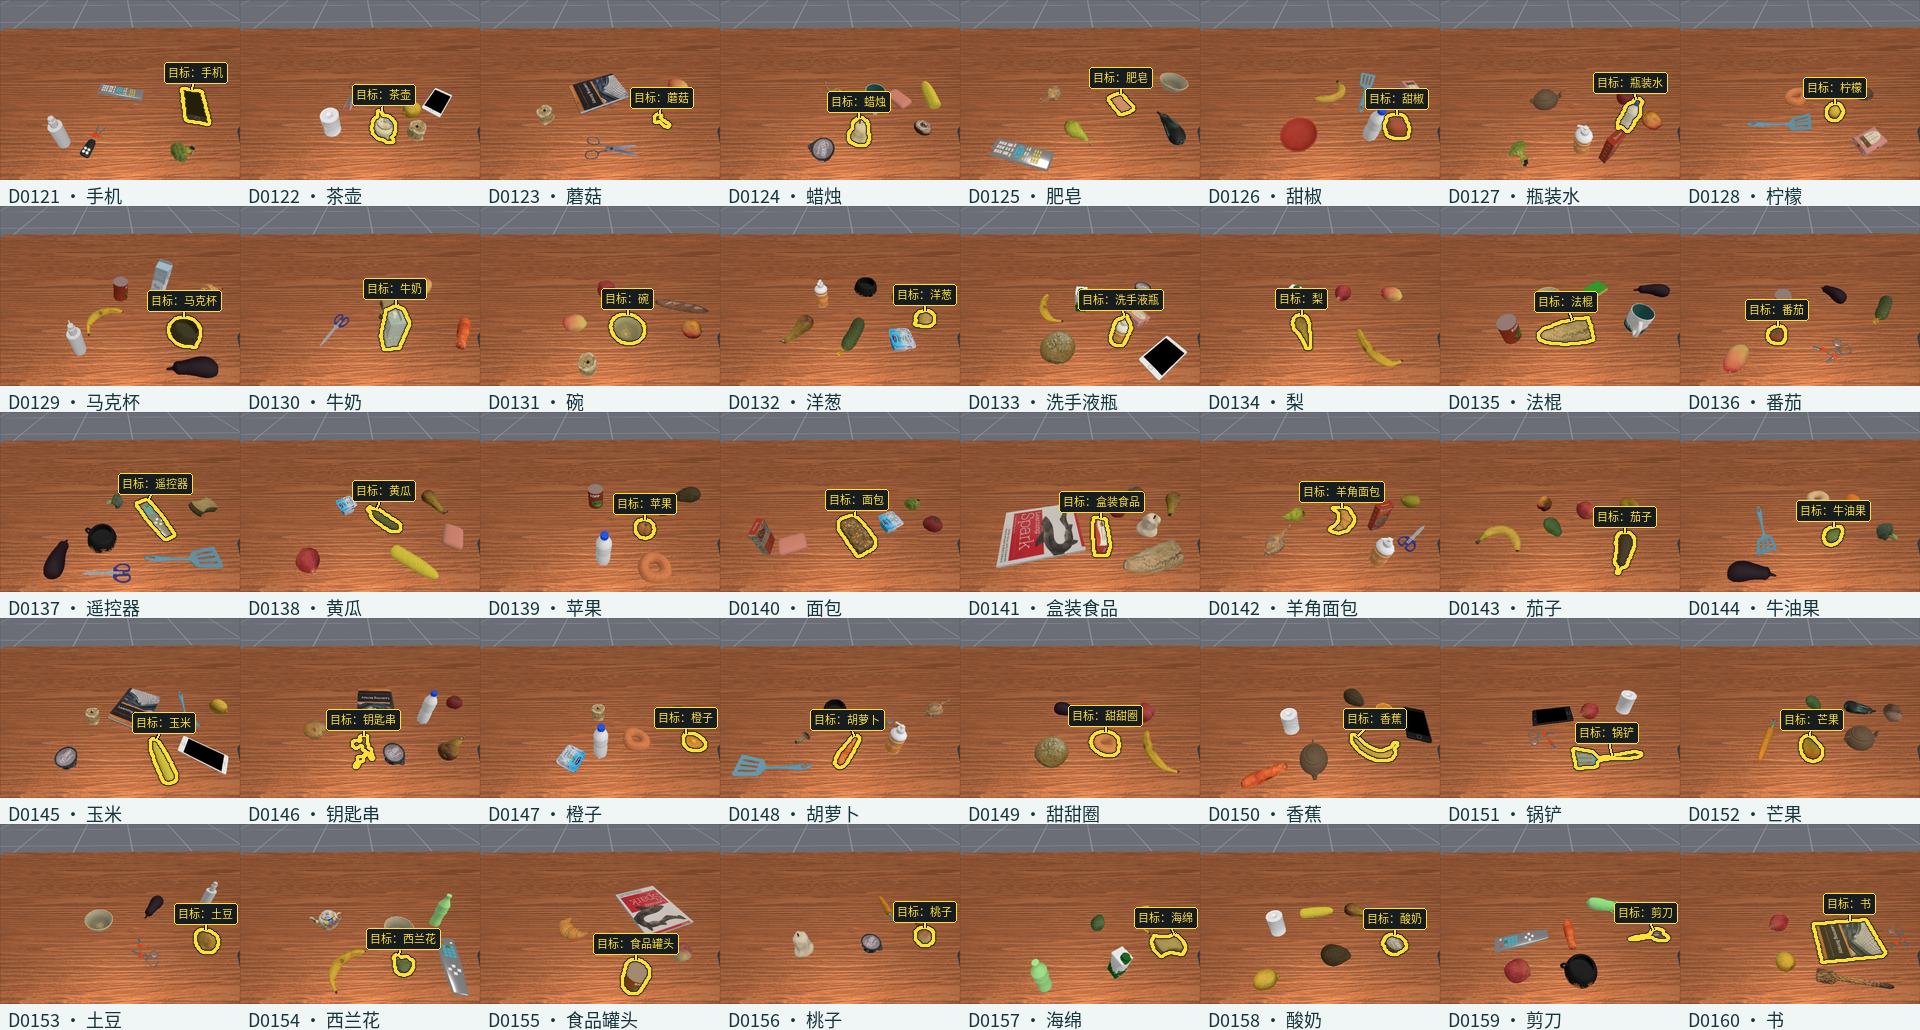 目标：手机
目标：茶壶
目标：蘑菇
目标：蜡烛
目标：肥皂
目标：甜椒
目标：瓶装水
目标：柠檬
D0121 • 手机
D0122 • 茶壶
D0123 • 蘑菇
D0124 • 蜡烛
D0125 • 肥皂
D0126 • 甜椒
D0127 • 瓶装水
D0128 • 柠檬
目标：马克杯
目标：牛奶
目标：碗
目标：洋葱
目标：洗手液瓶
目标：梨
目标：法棍
目标：番茄
D0129 • 马克杯
D0130 • 牛奶
D0131 • 碗
D0132 • 洋葱
D0133 • 洗手液瓶
D0134 • 梨
D0135 • 法棍
D0136 • 番茄
目标：遥控器
目标：黄瓜
目标：苹果
目标：面包
目标：盒装食品
目标：羊角面包
目标：茄子
目标：牛油果
Spark
D0137 • 遥控器
D0138 • 黄瓜
D0139 • 苹果
D0140 • 面包
D0141 • 盒装食品
D0142 • 羊角面包
D0143 • 茄子
D0144 • 牛油果
目标：玉米
目标：钥匙串
目标：橙子
目标：胡萝卜
目标：甜甜圈
目标：香蕉
目标：锅铲
目标：芒果
D0145 • 玉米
D0146 • 钥匙串
D0147 • 橙子
D0148 • 胡萝卜
D0149 • 甜甜圈
D0150 • 香蕉
D0151 • 锅铲
D0152 • 芒果
目标：土豆
目标：西兰花
Spark
目标：食品罐头
目标：桃子
目标：海绵
目标：酸奶
目标：剪刀
目标：书
D0153 • 土豆
D0154 • 西兰花
D0155 • 食品罐头
D0156 • 桃子
D0157 • 海绵
D0158 • 酸奶
D0159 • 剪刀
D0160 • 书